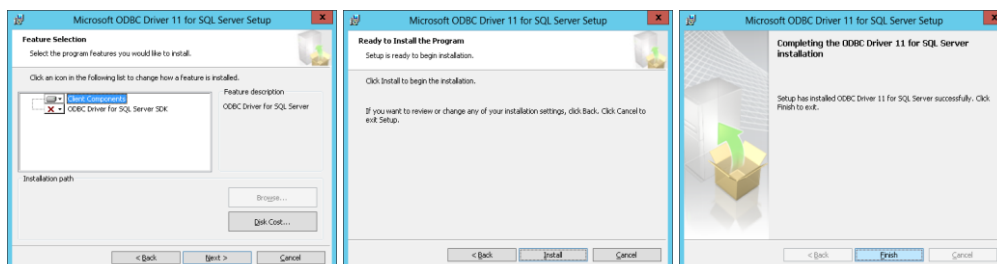 Microsoft ODBC Driver 11 for SQL Server Setup
Feature Selection
Select the program features you would like to install.
Click an icon in the following list to change how a feature is installed.
Client Components
ODBC Driver for SQL Server SDK
Feature description
ODBC Driver for SQL Server
Installation path
Browse...
Disk Cost...
< Back
Next >
Cancel
Microsoft ODBC Driver 11 for SQL Server Setup
Ready to Install the Program
Setup is ready to begin installation.
Click Install to begin the installation.
If you want to review or change any of your installation settings, click Back. Click Cancel to
exit Setup.
< Back
Install
Cancel
Microsoft ODBC Driver 11 for SQL Server Setup
Completing the ODBC Driver 11 for SQL Server
installation
Setup has installed ODBC Driver 11 for SQL Server successfully. Click
Finish to exit.
< Back
Finish
Cancel